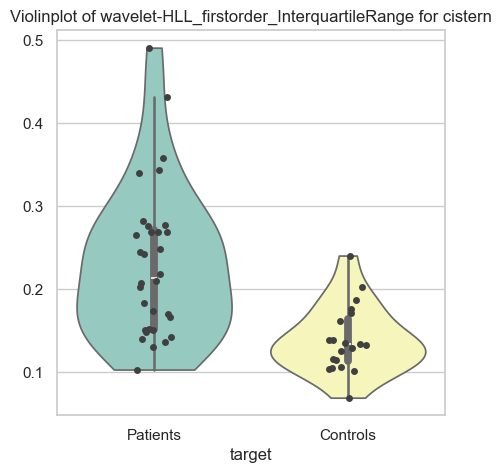 Violinplot of wavelet-HLL_firstorder_InterquartileRange for cistern
0.5
0.4
0.3
0.2
0.1
Patients
Controls
target